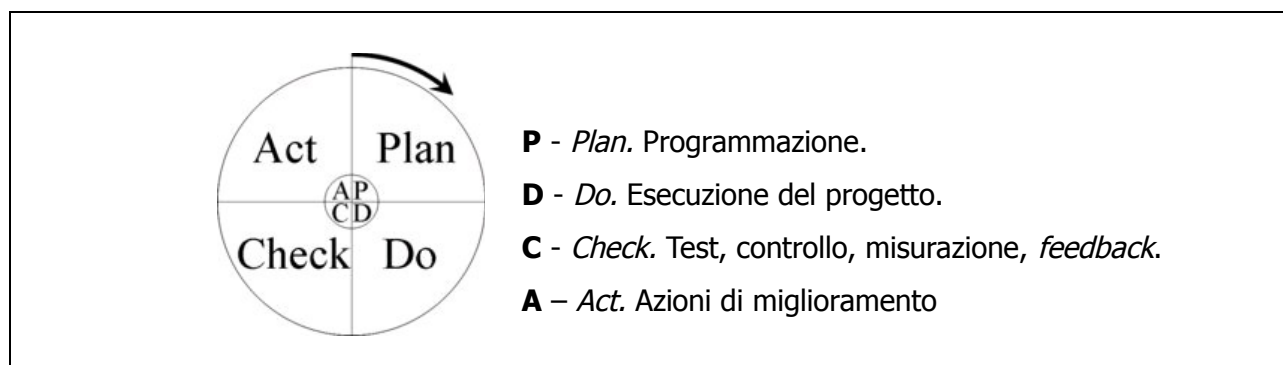 Act Plan
A P
C D
Check Do
P - Plan. Programmazione.
D - Do. Esecuzione del progetto.
C - Check. Test, controllo, misurazione, feedback.
A – Act. Azioni di miglioramento